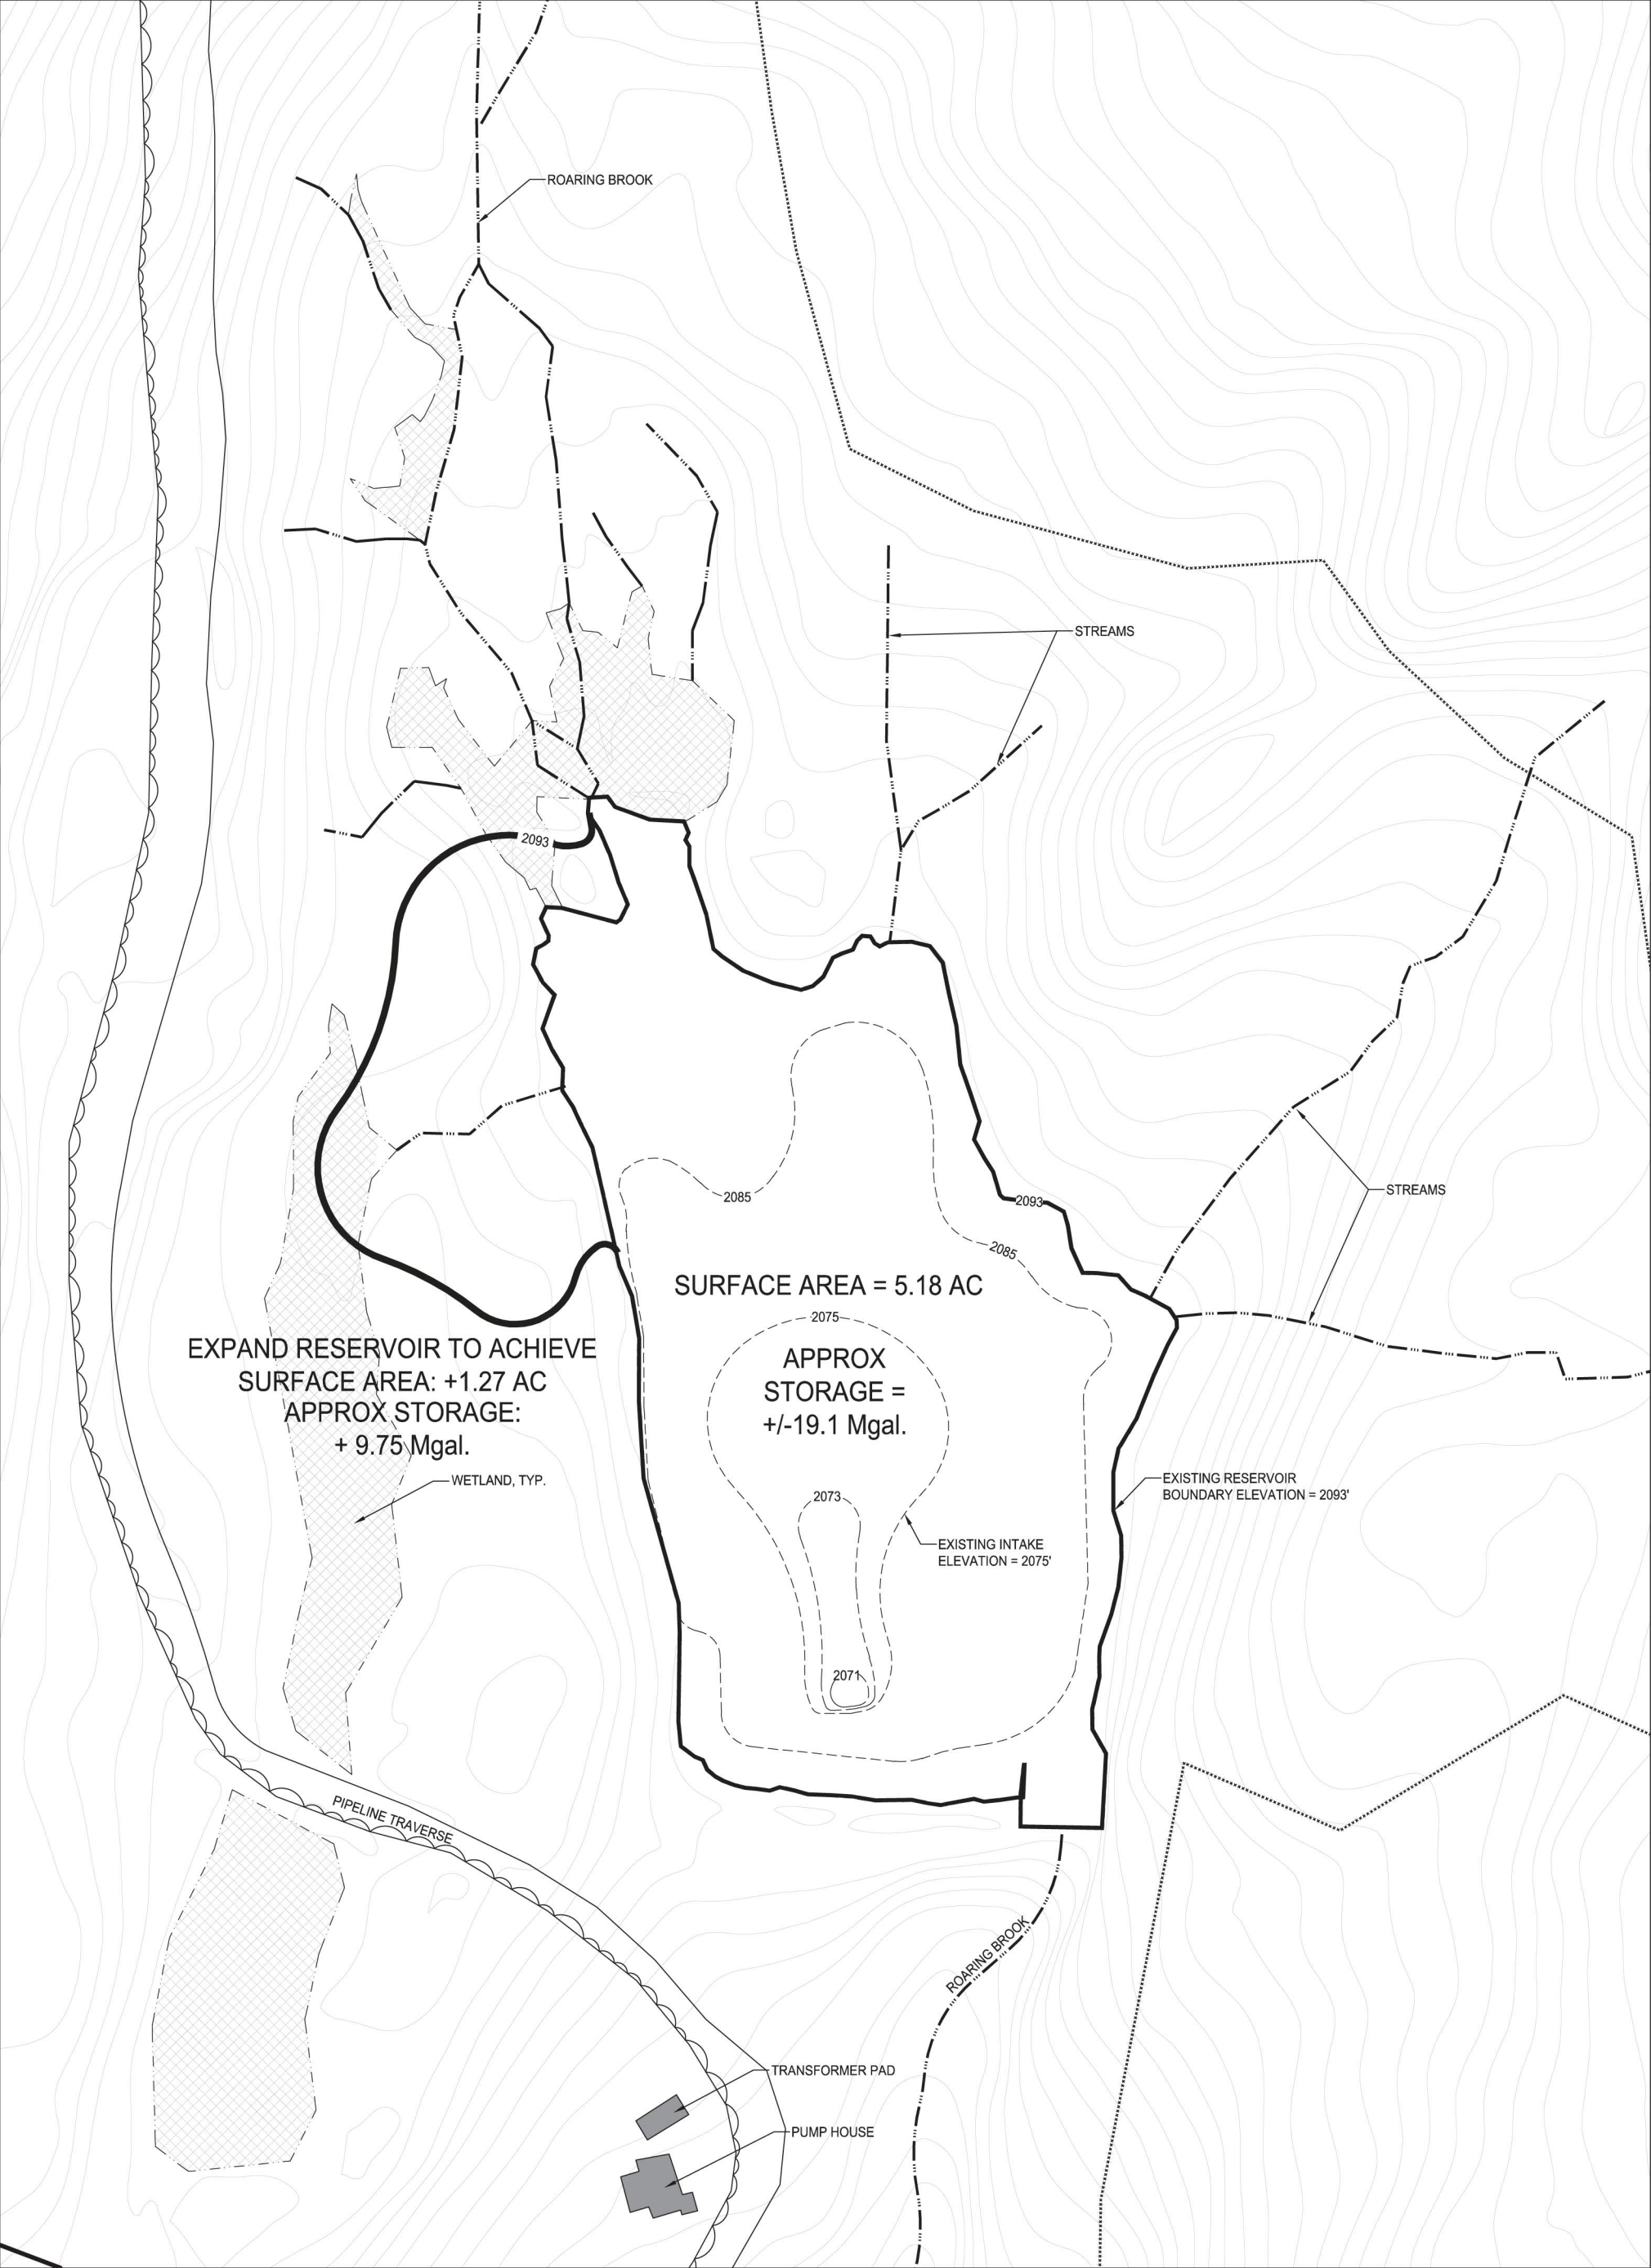 ROARING BROOK
STREAMS
2093
STREAMS
2085
2093
2085
SURFACE AREA = 5.18 AC
2075
APPROX
STORAGE =
+/-19.1 Mgal.
EXPAND RESERVOIR TO ACHIEVE
SURFACE AREA: +1.27 AC
APPROX STORAGE:
+ 9.75 Mgal.
WETLAND, TYP.
EXISTING RESERVOIR
BOUNDARY ELEVATION = 2093'
2073
EXISTING INTAKE
ELEVATION = 2075'
2071
PIPELINE TRAVERSE
ROARING BROOK
TRANSFORMER PAD
PUMP HOUSE